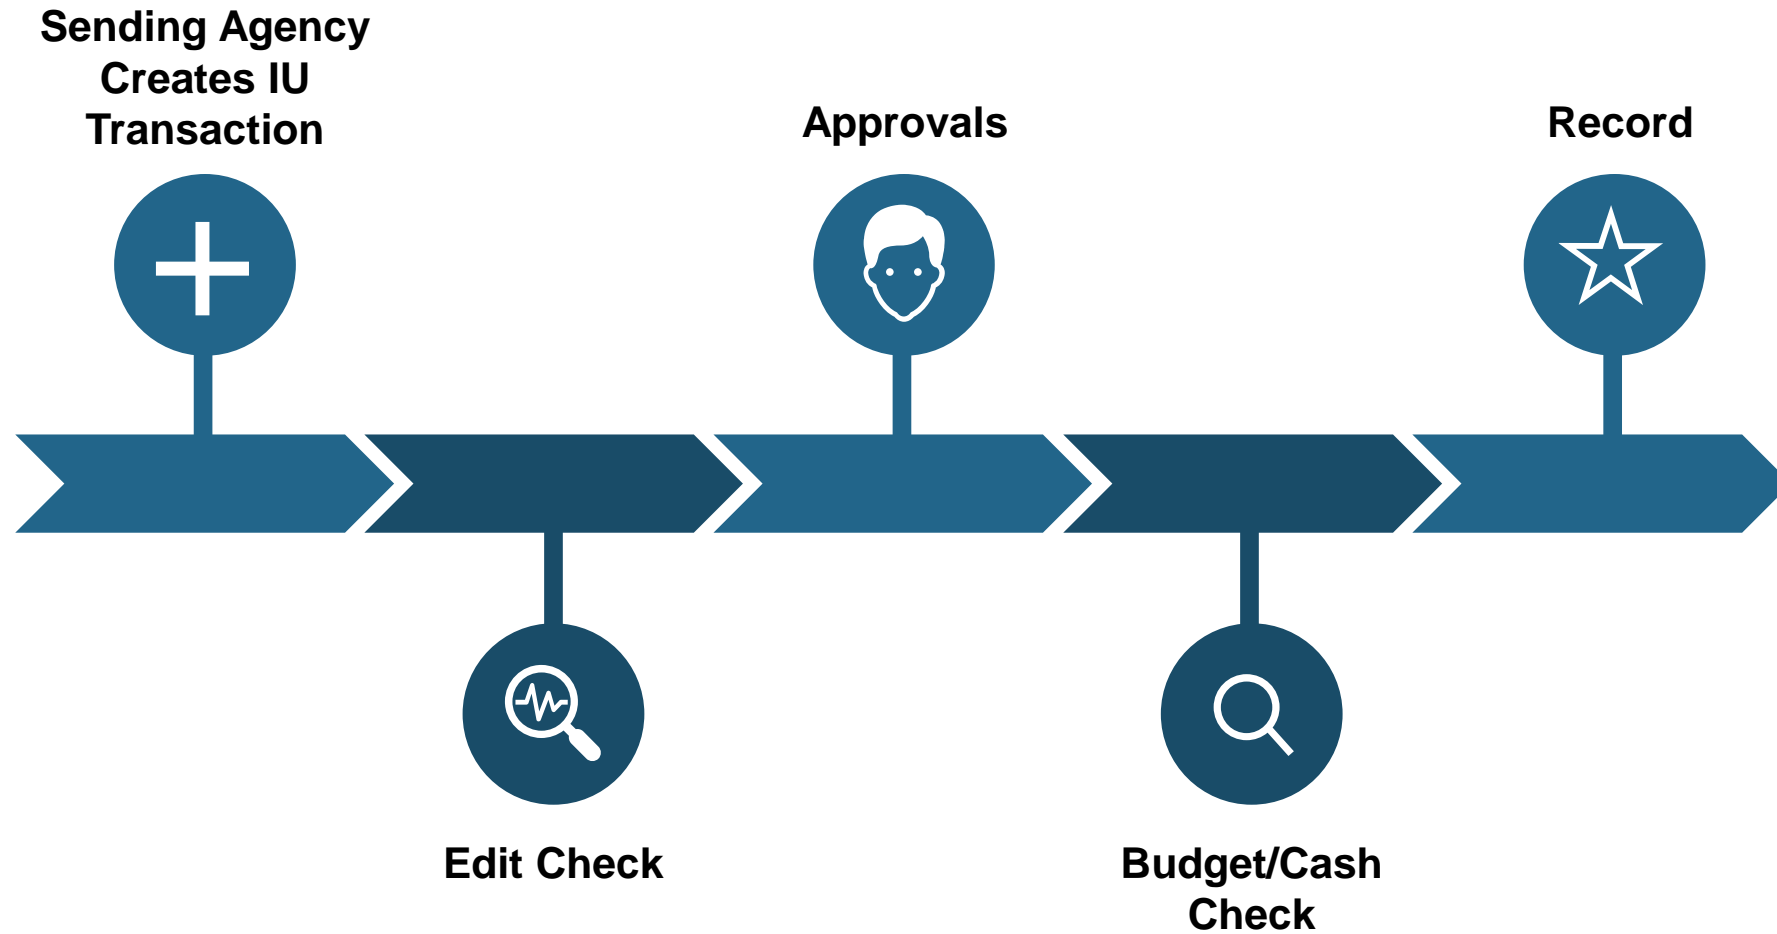 Sending Agency
Creates IU
Transaction
Edit Check
Approvals
Budget/Cash
Check
Record